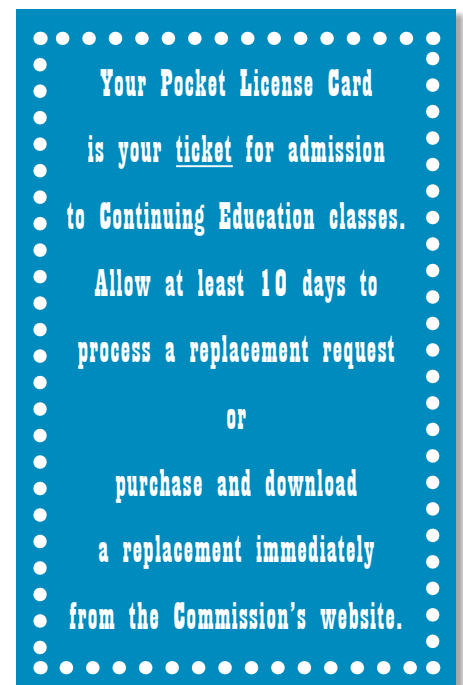 Your Pocket License Card
is your ticket for admission
to Continuing Education classes.
Allow at least 10 days to
process a replacement request
or
purchase and download
a replacement immediately
from the Commission’s website.